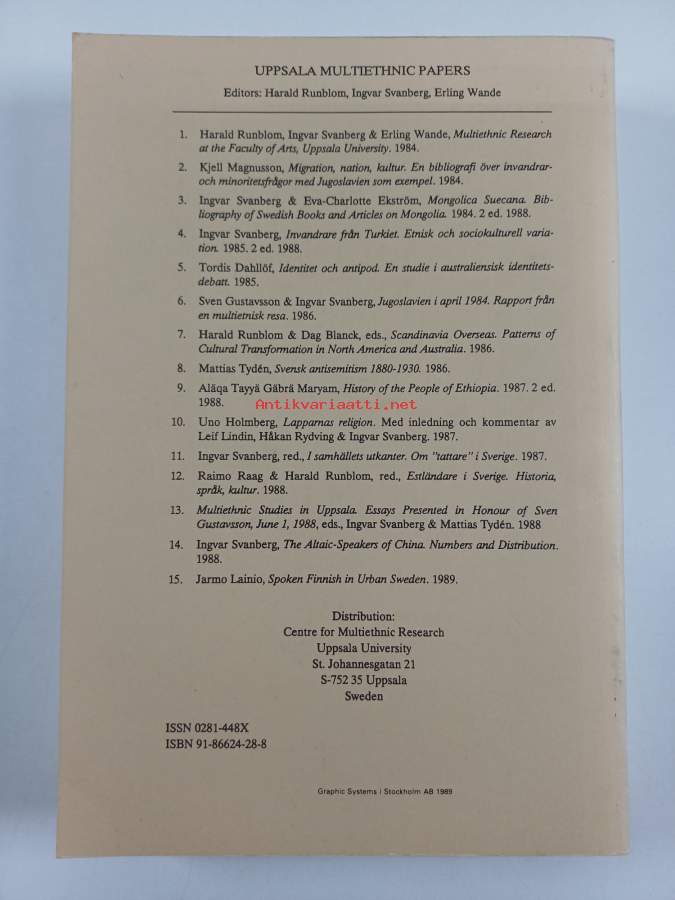 UPPSALA MULTIETHNIC PAPERS
Editors: Harald Runblom, Ingvar Svanberg, Erling Wande
1. Harald Runblom, Ingvar Svanberg & Erling Wande, Multiethnic Research
at the Faculty of Arts, Uppsala University. 1984.
2. Kjell Magnusson, Migration, nation, kultur. En bibliografi över invandrar-
och minoritetsfrågor med Jugoslavien som exempel. 1984.
3. Ingvar Svanberg & Eva-Charlotte Ekström, Mongolica Suecana. Bib-
liography of Swedish Books and Articles on Mongolia. 1984. 2 ed. 1988.
4. Ingvar Svanberg, Invandrare från Turkiet. Etnisk och sociokulturell varia-
tion. 1985. 2 ed. 1988.
5. Tordis Dahllöf, Identitet och antipod. En studie i australiensisk identitets-
debatt. 1985.
6. Sven Gustavsson & Ingvar Svanberg, Jugoslavien i april 1984. Rapport från
en multietnisk resa. 1986.
7. Harald Runblom & Dag Blanck, eds., Scandinavia Overseas. Patterns of
Cultural Transformation in North America and Australia. 1986.
8. Mattias Tydén, Svensk antisemitism 1880-1930. 1986.
9. Aläqa Tayyä Gäbrä Maryam, History of the People of Ethiopia. 1987. 2 ed.
1988.
Antikvariaatti.net
10. Uno Holmberg, Lapparnas religion. Med inledning och kommentar av
Leif Lindin, Håkan Rydving & Ingvar Svanberg. 1987.
11. Ingvar Svanberg, red., I samhällets utkanter. Om "tattare" i Sverige. 1987.
12. Raimo Raag & Harald Runblom, red., Estländare i Sverige. Historia,
språk, kultur. 1988.
13. Multiethnic Studies in Uppsala. Essays Presented in Honour of Sven
Gustavsson, June 1, 1988, eds., Ingvar Svanberg & Mattias Tydén. 1988
14. Ingvar Svanberg, The Altaic-Speakers of China. Numbers and Distribution.
1988.
15. Jarmo Lainio, Spoken Finnish in Urban Sweden. 1989.
Distribution:
Centre for Multiethnic Research
Uppsala University
St. Johannesgatan 21
S-752 35 Uppsala
Sweden
ISSN 0281-448X
ISBN 91-86624-28-8
Graphic Systems i Stockholm AB 1989